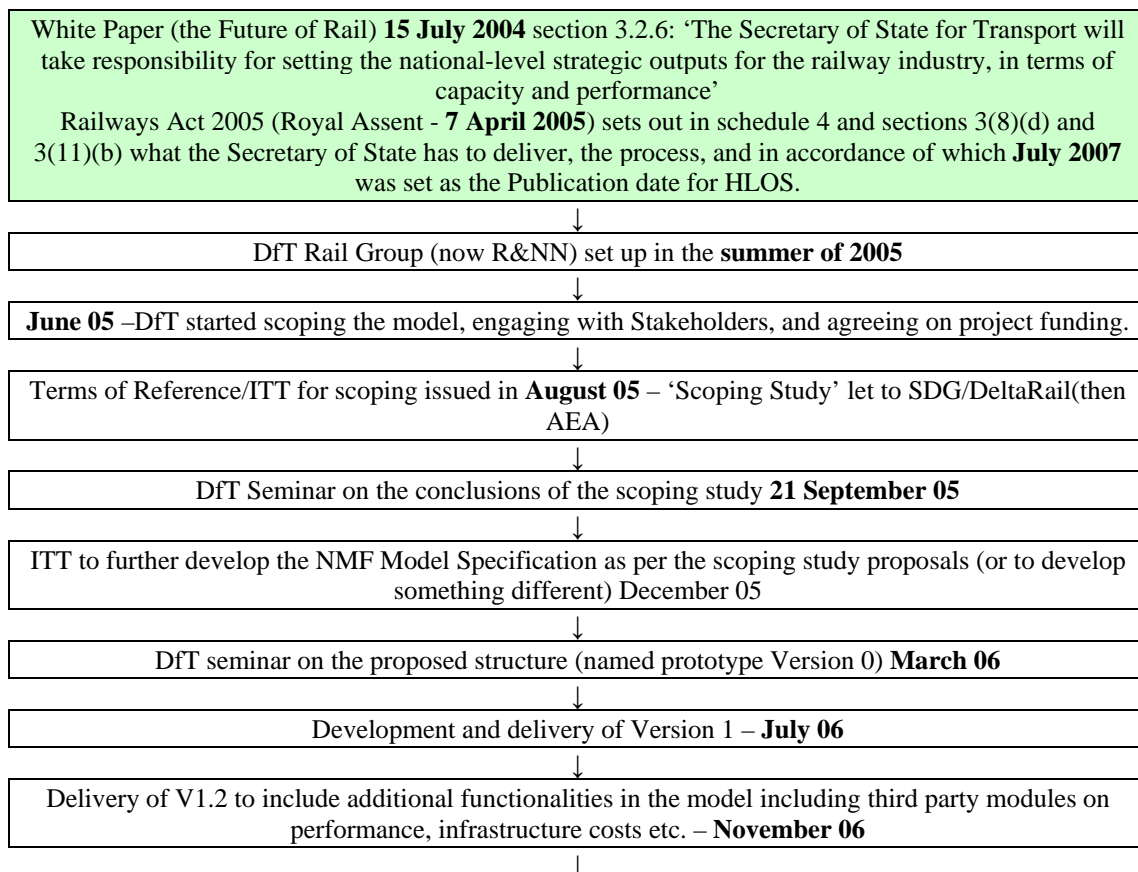 White Paper (the Future of Rail) 15 July 2004 section 3.2.6: ‘The Secretary of State for Transport will
take responsibility for setting the national-level strategic outputs for the railway industry, in terms of
capacity and performance’
Railways Act 2005 (Royal Assent - 7 April 2005) sets out in schedule 4 and sections 3(8)(d) and
3(11)(b) what the Secretary of State has to deliver, the process, and in accordance of which July 2007
was set as the Publication date for HLOS.
↓
DfT Rail Group (now R&NN) set up in the summer of 2005
↓
June 05 –DfT started scoping the model, engaging with Stakeholders, and agreeing on project funding.
↓
Terms of Reference/ITT for scoping issued in August 05 – ‘Scoping Study’ let to SDG/DeltaRail(then
AEA)
↓
DfT Seminar on the conclusions of the scoping study 21 September 05
↓
ITT to further develop the NMF Model Specification as per the scoping study proposals (or to develop
something different) December 05
↓
DfT seminar on the proposed structure (named prototype Version 0) March 06
↓
Development and delivery of Version 1 – July 06
↓
Delivery of V1.2 to include additional functionalities in the model including third party modules on
performance, infrastructure costs etc. – November 06